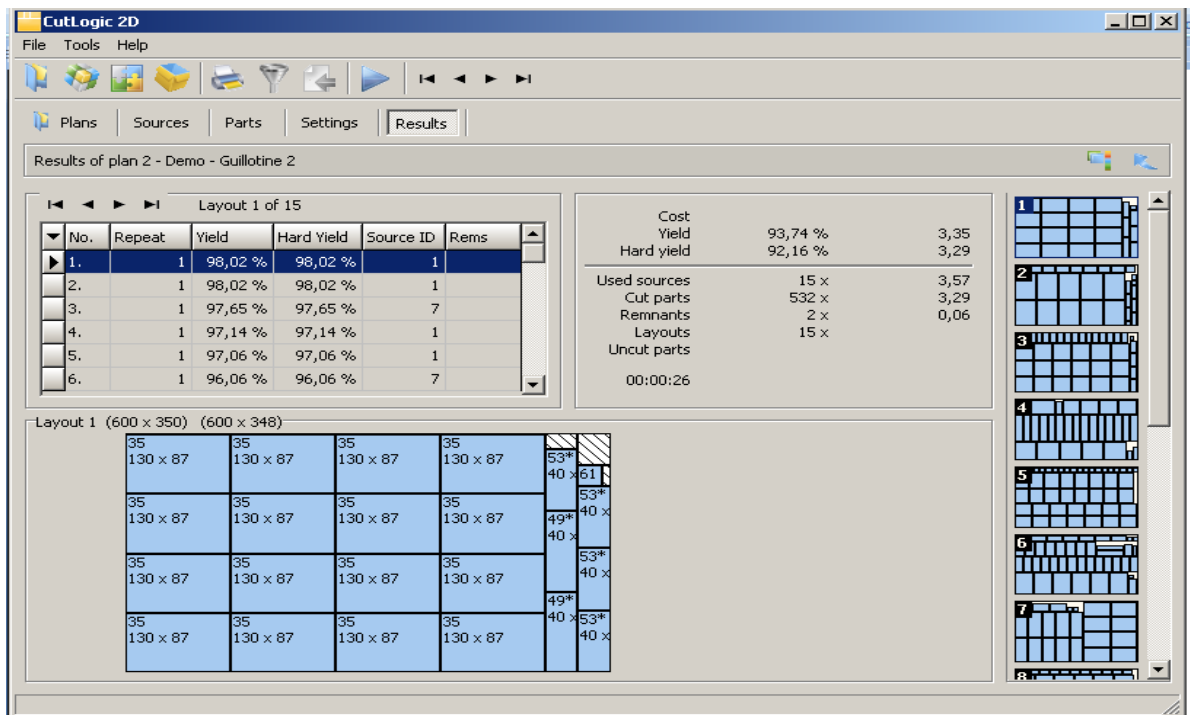 CutLogic 2D
File Tools Help
Plans Sources Parts Settings Results
Results of plan 2 - Demo - Guillotine 2
Layout 1 of 15
No. Repeat Yield Hard Yield Source ID Rems
1. 1 98,02 % 98,02 % 1
2. 1 98,02 % 98,02 % 1
3. 1 97,65 % 97,65 % 7
4. 1 97,14 % 97,14 % 1
5. 1 97,06 % 97,06 % 1
6. 1 96,06 % 96,06 % 7
Cost
Yield 93,74 % 3,35
Hard yield 92,16 % 3,29
Used sources 15 x 3,57
Cut parts 532 x 3,29
Remnants 2 x 0,06
Layouts 15 x
Uncut parts
00:00:26
Layout 1 (600 x 350) (600 x 348)
35 35 35 35
130 x 87 130 x 87 130 x 87 130 x 87
53*
40 x
61
53*
40 x
35 35 35 35
130 x 87 130 x 87 130 x 87 130 x 87
49*
40 x
53*
40 x
35 35 35 35
130 x 87 130 x 87 130 x 87 130 x 87
49*
40 x
53*
40 x
35 35 35 35
130 x 87 130 x 87 130 x 87 130 x 87
1
2
3
4
5
6
7
8